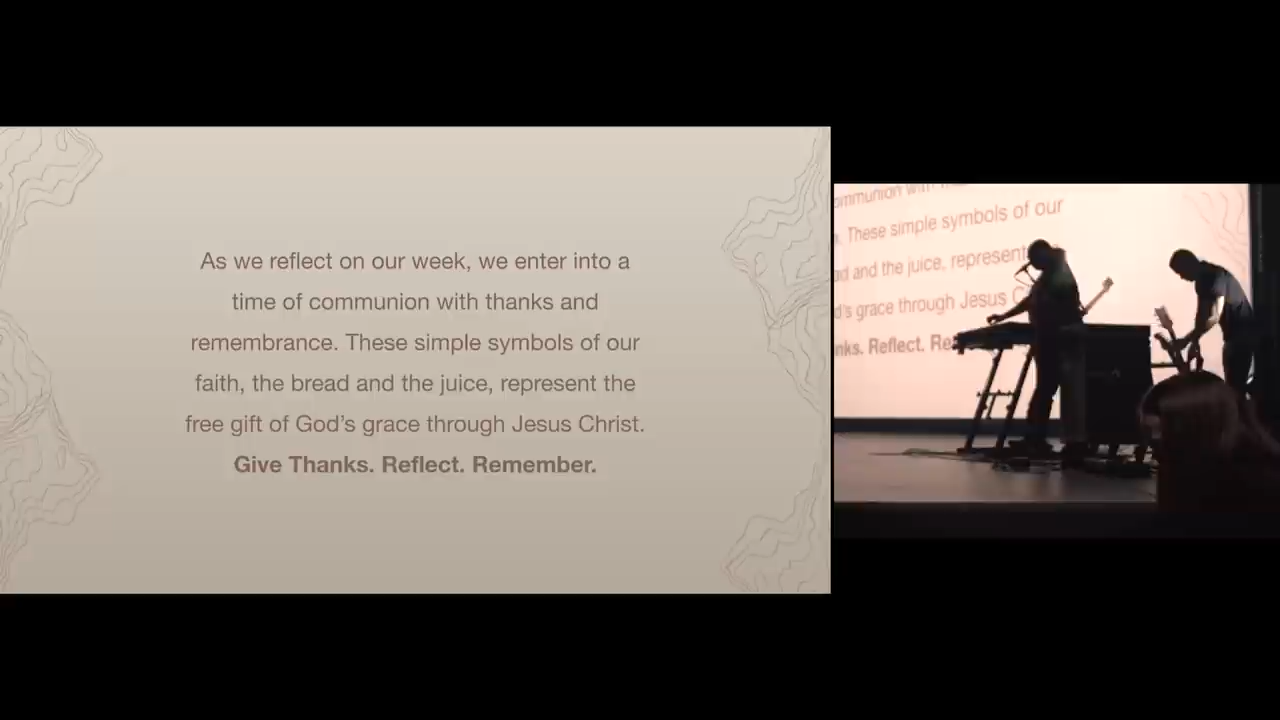 As we reflect on our week, we enter into a
time of communion with thanks and
remembrance. These simple symbols of our
faith, the bread and the juice, represent the
free gift of God’s grace through Jesus Christ.
Give Thanks. Reflect. Remember.
communion with
These simple symbols of our
and the juice, represent
grace through Jesus
Reflect.